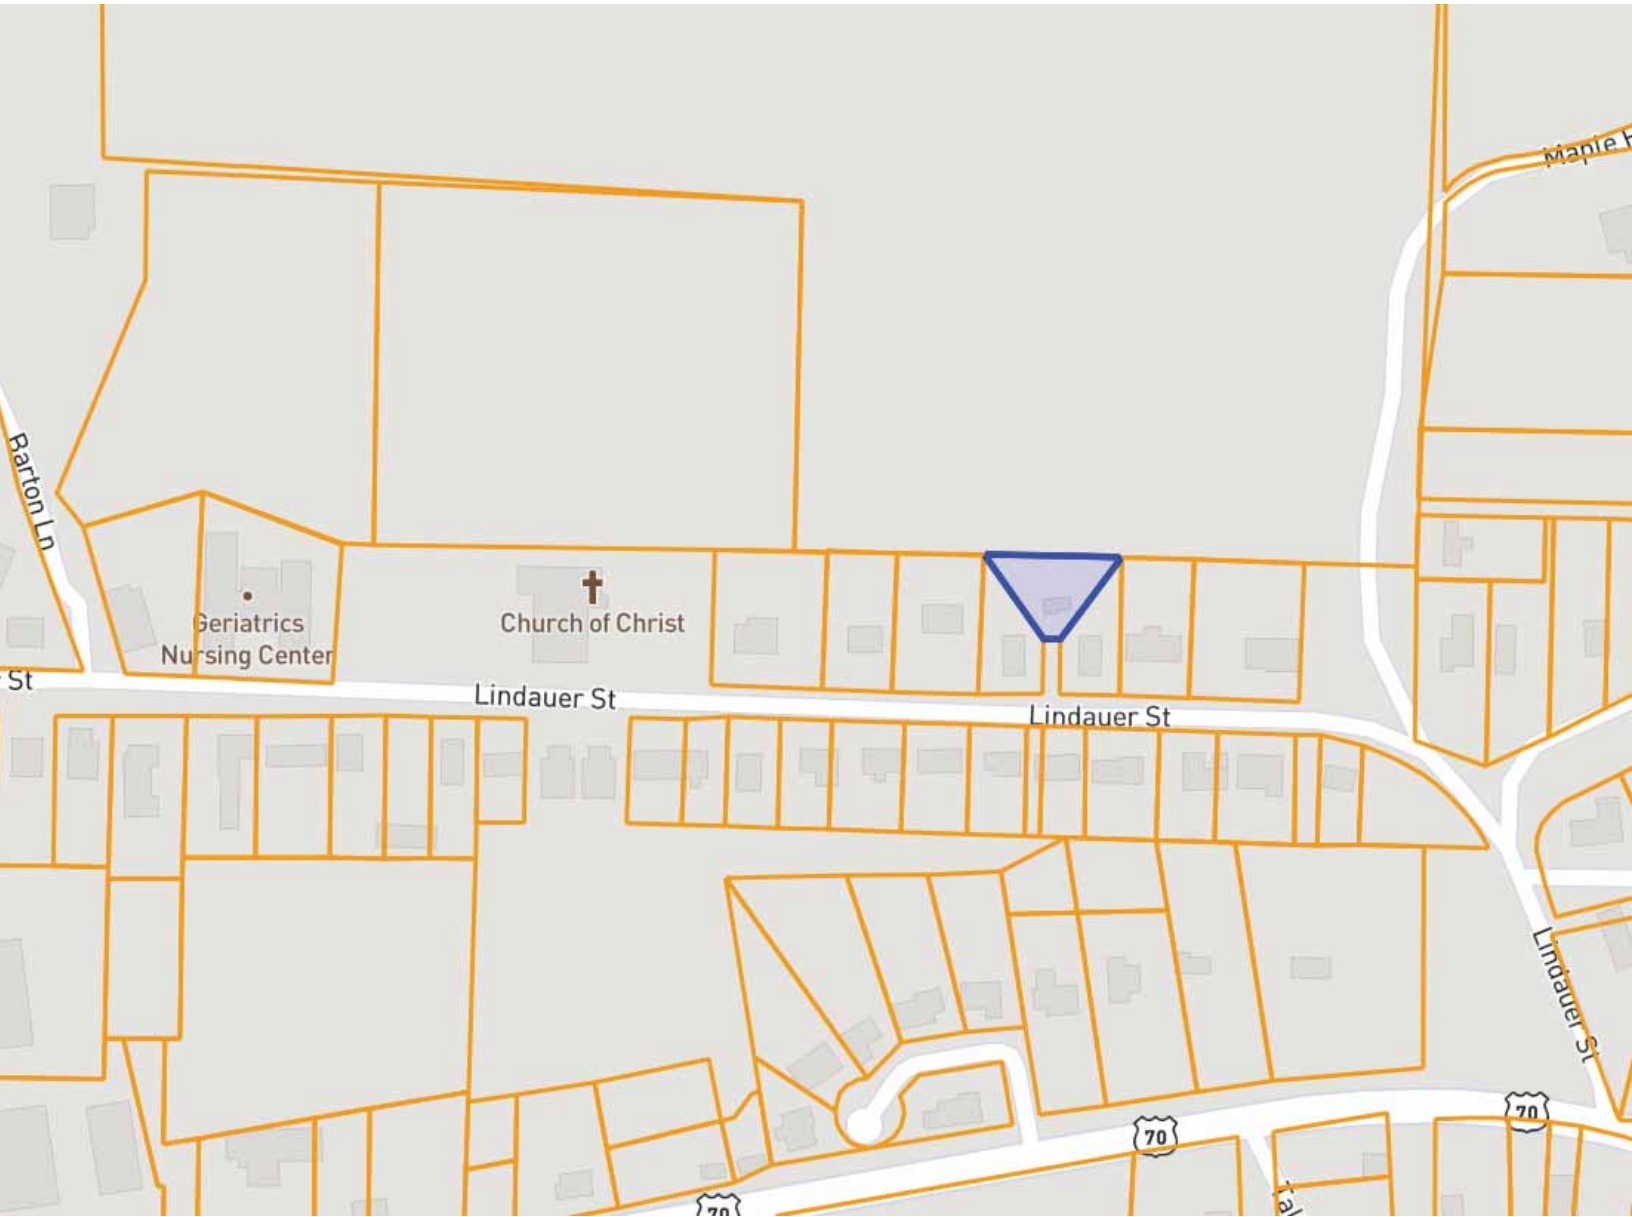 Maple
Barton Ln
Geriatrics
Nursing Center
Church of Christ
St
Lindauer St
Lindauer St
Lindauer St
70
70
70